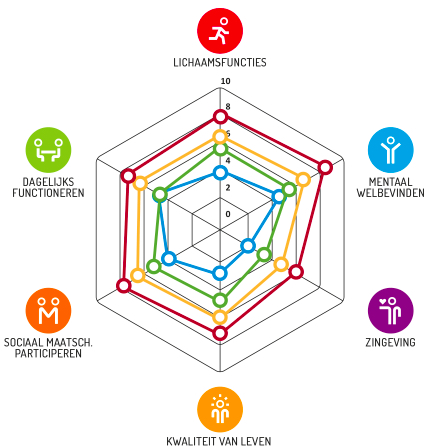 LICHAAMSFUNCTIES
10
8
6
4
2
0
DAGELIJKS
FUNCTIONEREN
MENTAAL
WELBEVINDEN
SOCIAAL MAATSCH.
PARTICIPEREN
ZINGEVING
KWALITEIT VAN LEVEN